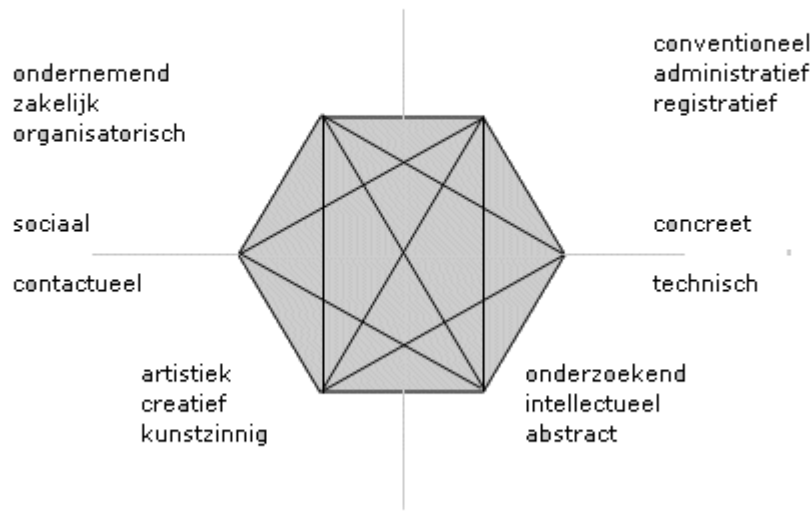 ondernemend
zakelijk
organisatorisch
conventioneel
administratief
registratief
sociaal
contactueel
concreet
technisch
artistiek
creatief
kunstzinnig
onderzoekend
intellectueel
abstract